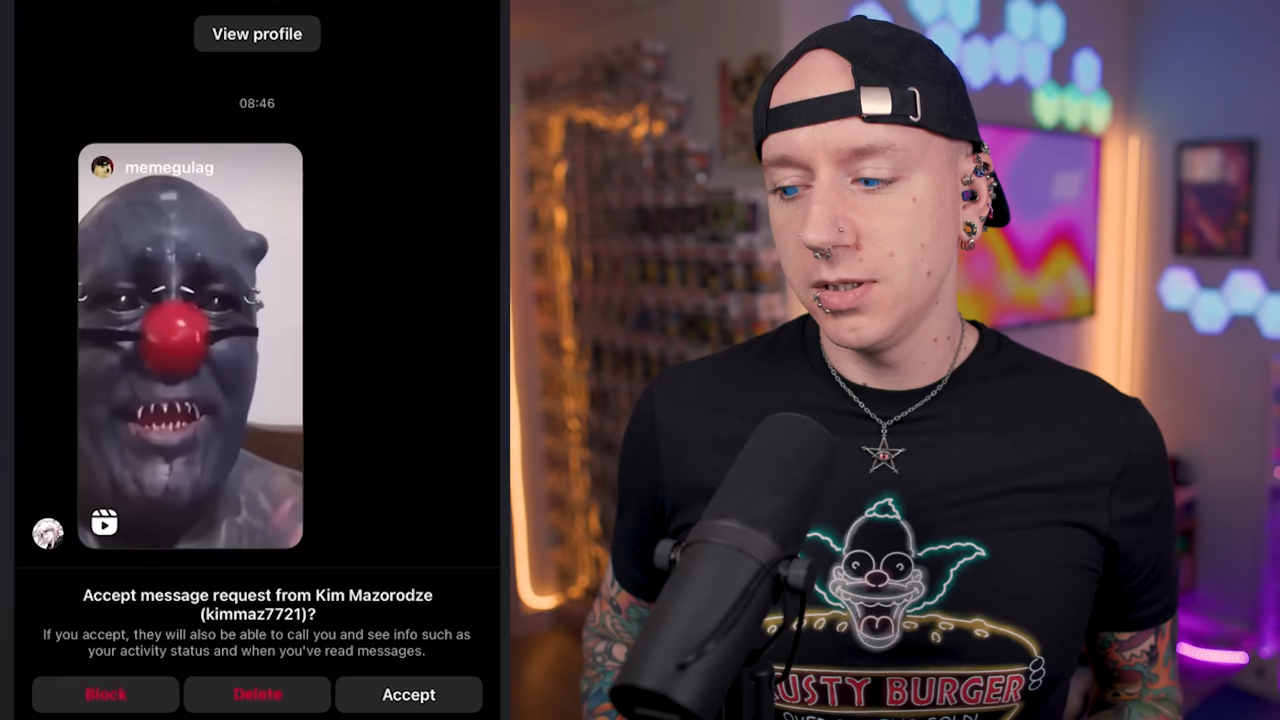 View profile
08:46
memegulag
Accept message request from Kim Mazorodze
(kimmaz7721)?
If you accept, they will also be able to call you and see info such as
your activity status and when you've read messages.
Block
Delete
Accept
USTY BURGER